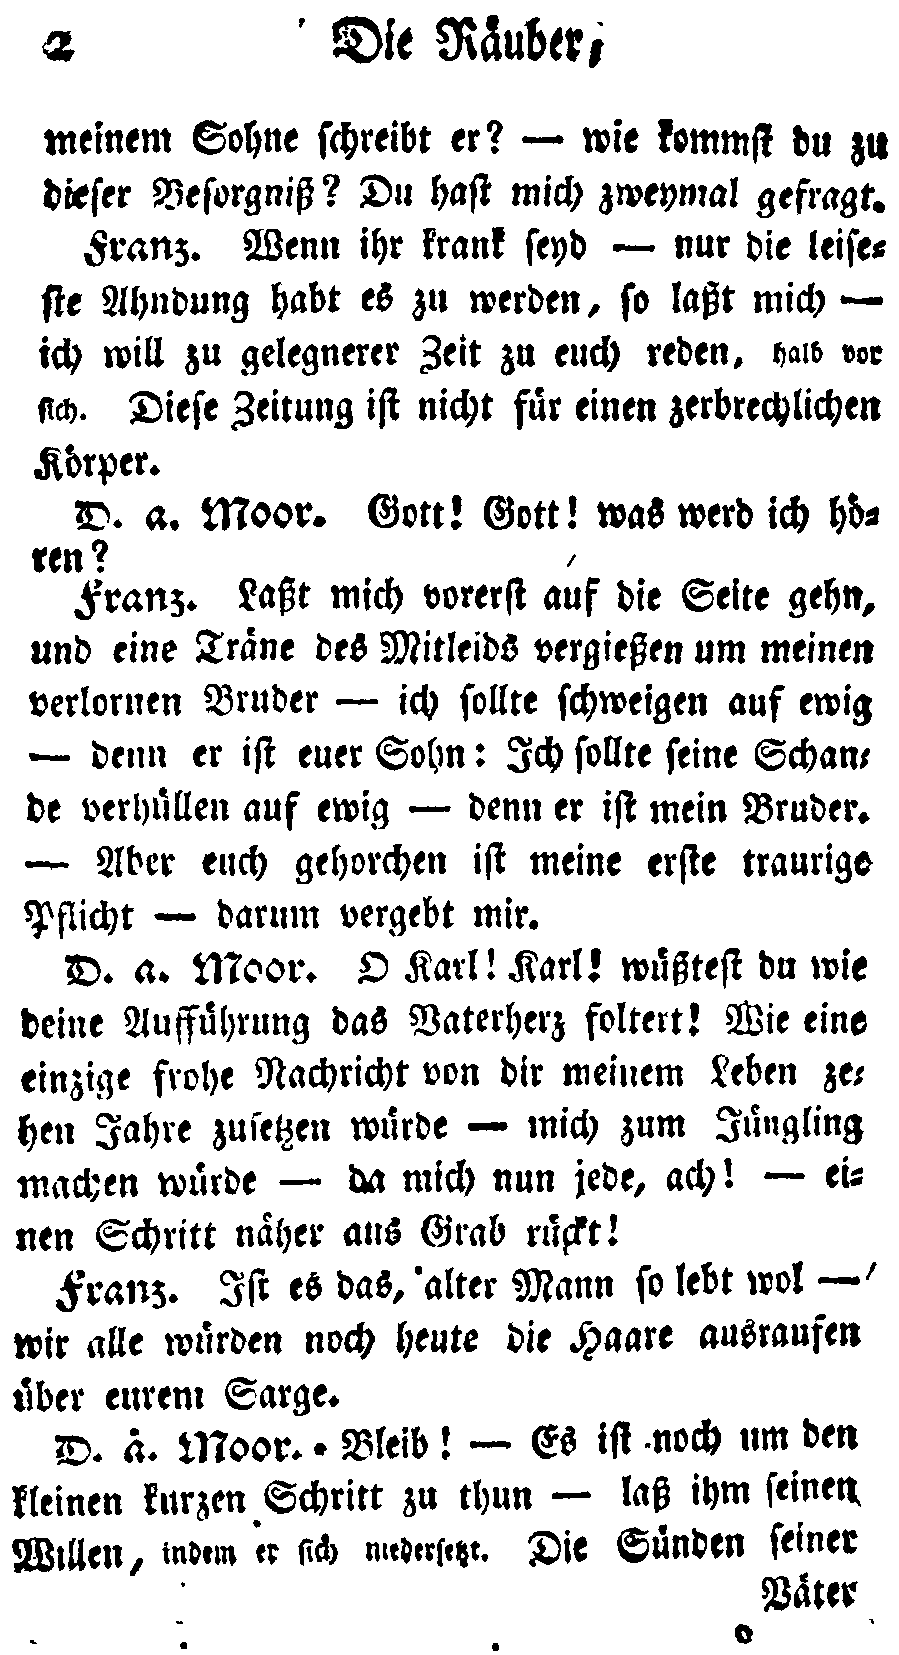 2 Die Räuber,
meinem Sohne schreibt er? — wie kommst du zu
dieser Besorgniß? Du hast mich zweymal gefragt.
Franz. Wenn ihr krank seyd — nur die leise-
ste Ahndung habt es zu werden, so laßt mich —
ich will zu gelegnerer Zeit zu euch reden, halb vor
sich. Diese Zeitung ist nicht für einen zerbrechlichen
Körper.
D. a. Moor. Gott! Gott! was werd ich hö-
ren?
Franz. Laßt mich vorerst auf die Seite gehn,
und eine Träne des Mitleids vergießen um meinen
verlornen Bruder — ich sollte schweigen auf ewig
— denn er ist euer Sohn: Ich sollte seine Schan-
de verhüllen auf ewig — denn er ist mein Bruder.
— Aber euch gehorchen ist meine erste traurige
Pflicht — darum vergebt mir.
D. a. Moor. O Karl! Karl! wüßtest du wie
deine Aufführung das Vaterherz foltert! Wie eine
einzige frohe Nachricht von dir meinem Leben ze-
hen Jahre zusetzen würde — mich zum Jüngling
machen würde — da mich nun jede, ach! — ei-
nen Schritt näher ans Grab rückt!
Franz. Ist es das, alter Mann so lebt wol —
wir alle würden noch heute die Haare ausraufen
über eurem Sarge.
D. a. Moor. Bleib! — Es ist noch um den
kleinen kurzen Schritt zu thun — laß ihm seinen
Willen, indem er sich niedersetzt. Die Sünden seiner
Väter